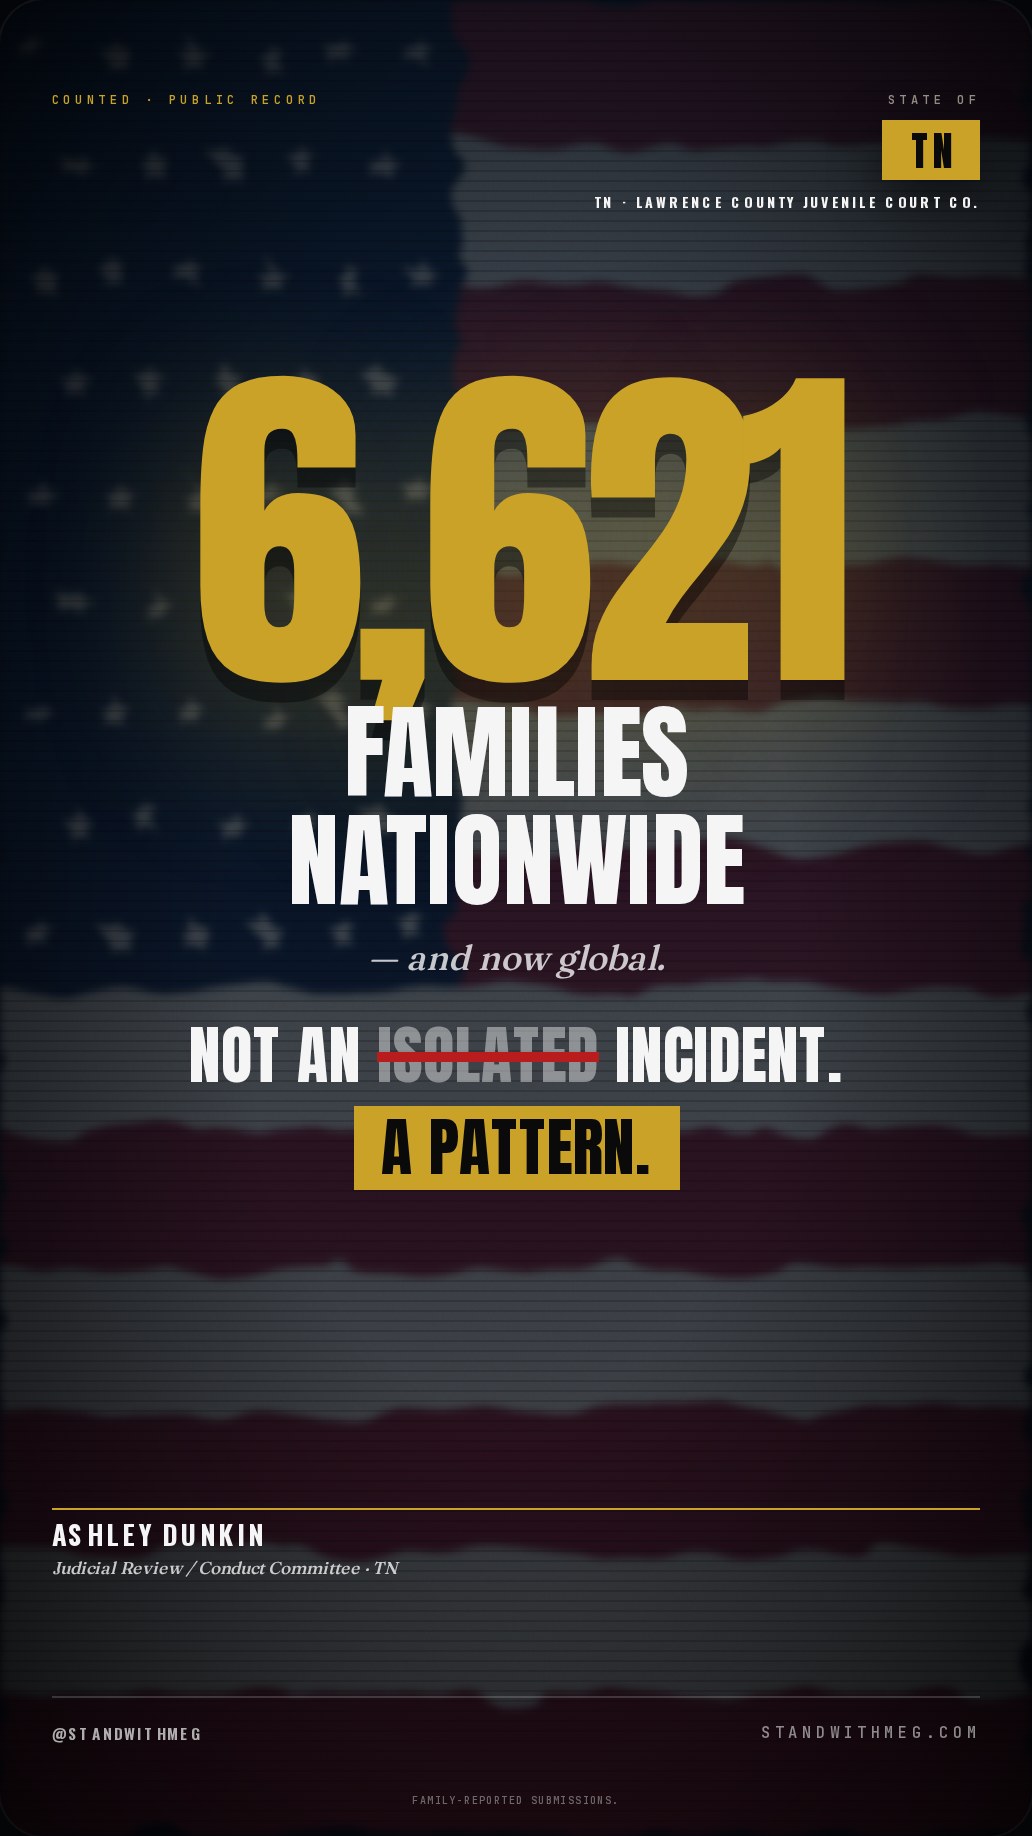 COUNTED · PUBLIC RECORD
STATE OF
TN
TN · LAWRENCE COUNTY JUVENILE COURT CO.
6,621
FAMILIES
NATIONWIDE
— and now global.
NOT AN ISOLATED INCIDENT.
A PATTERN.
ASHLEY DUNKIN
Judicial Review / Conduct Committee · TN
@STANDWITHMEG
STANDWITHMEG.COM
FAMILY-REPORTED SUBMISSIONS.